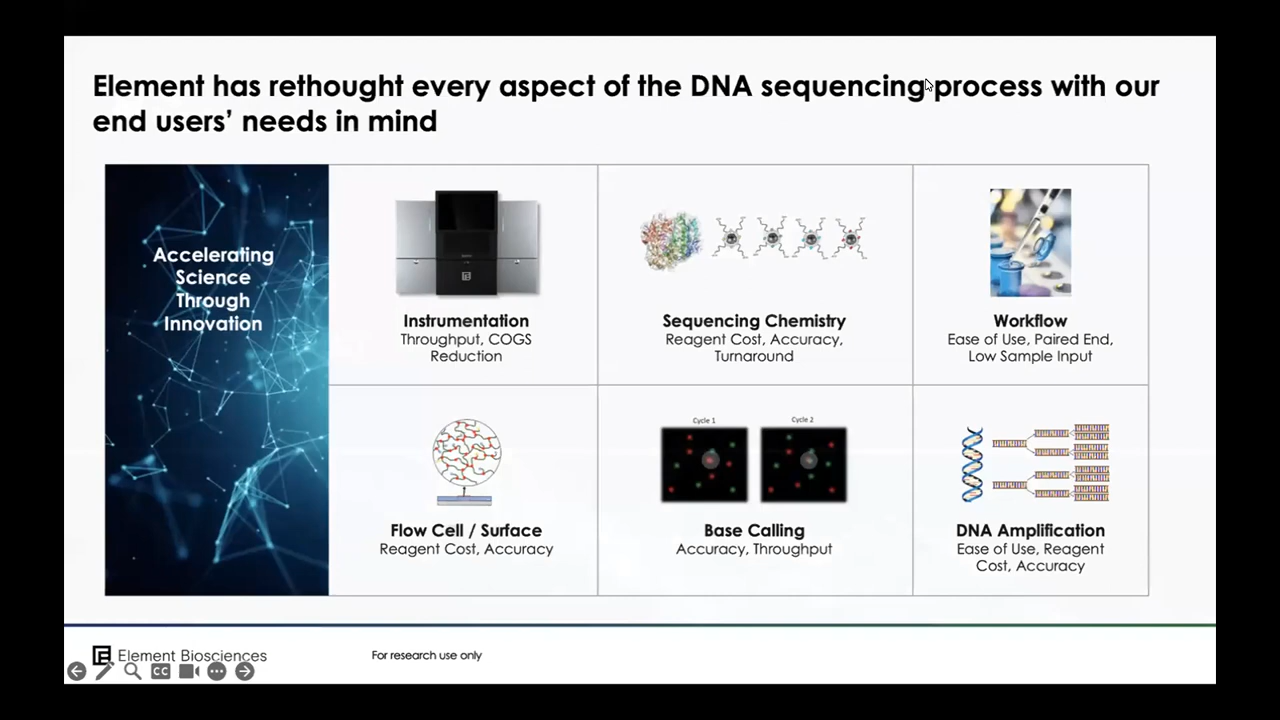 Element has rethought every aspect of the DNA sequencing process with our
end users’ needs in mind
Accelerating
Science
Through
Innovation
Instrumentation
Throughput, COGS
Reduction
Sequencing Chemistry
Reagent Cost, Accuracy,
Turnaround
Workflow
Ease of Use, Paired End,
Low Sample Input
Flow Cell / Surface
Reagent Cost, Accuracy
Cycle 1
Cycle 2
Base Calling
Accuracy, Throughput
DNA Amplification
Ease of Use, Reagent
Cost, Accuracy
Element Biosciences
For research use only
CC